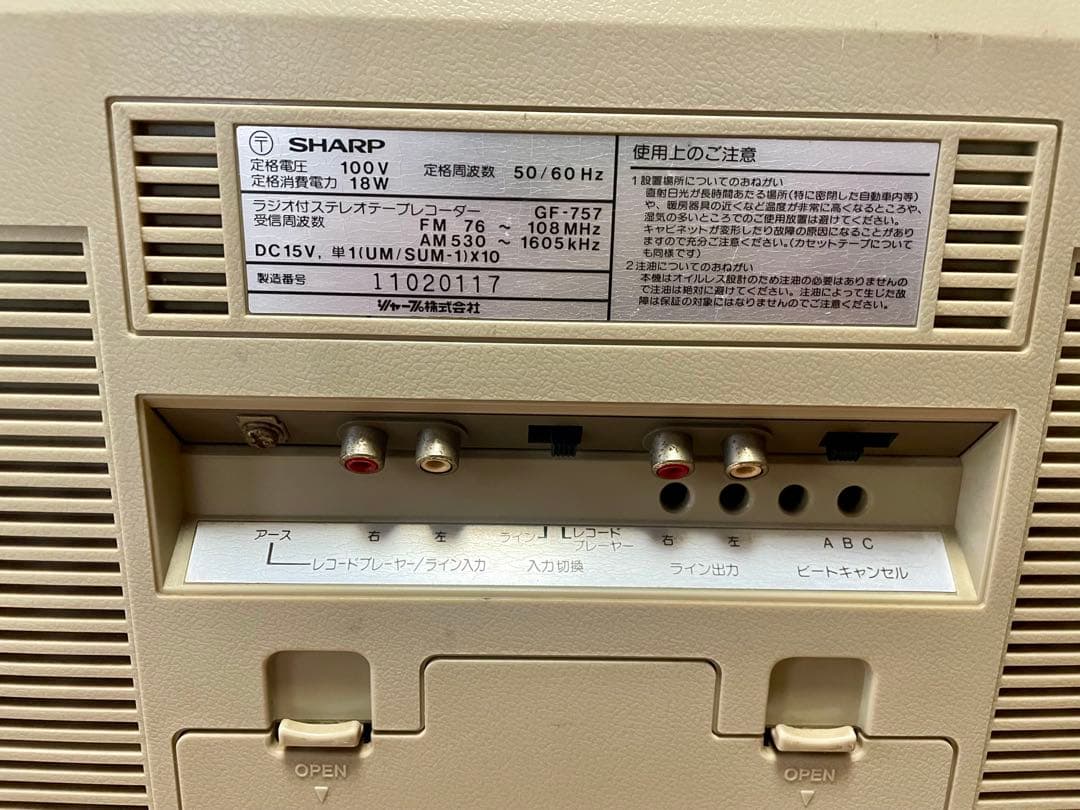 〒 SHARP
定格電圧 100V 定格周波数 50/60Hz
定格消費電力 18W
ラジオ付ステレオテープレコーダー GF-757
受信周波数 FM 76 ~ 108MHz
AM 530 ~ 1605kHz
DC15V, 単1(UM/SUM-1)X10
製造番号 11020117
シャープ株式会社
使用上のご注意
1 設置場所についてのおねがい
直射日光が長時間あたる場所(特に密閉した自動車内等)
や、暖房器具の近くなど温度が非常に高くなるところや、
湿気の多いところでのご使用放置は避けてください。
キャビネットが変形したり故障の原因になることがあり
ますので充分ご注意ください。(カセットテープについて
も同様です)
2 注油についてのおねがい
本機はオイルレス設計のため注油の必要はありませんの
で注油は絶対に避けてください。注油によって生じた故
障は保証の対象にはなりませんのでご注意ください。
アース 右 左 ライン レコードプレーヤー 右 左 A B C
レコードプレーヤー/ライン入力 入力切換 ライン出力 ビートキャンセル
OPEN OPEN